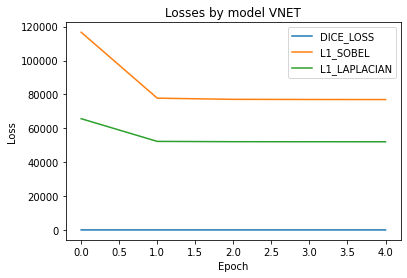 Losses by model VNET
DICE_LOSS
L1_SOBEL
L1_LAPLACIAN
Loss
120000
100000
80000
60000
40000
20000
0
0.0 0.5 1.0 1.5 2.0 2.5 3.0 3.5 4.0
Epoch